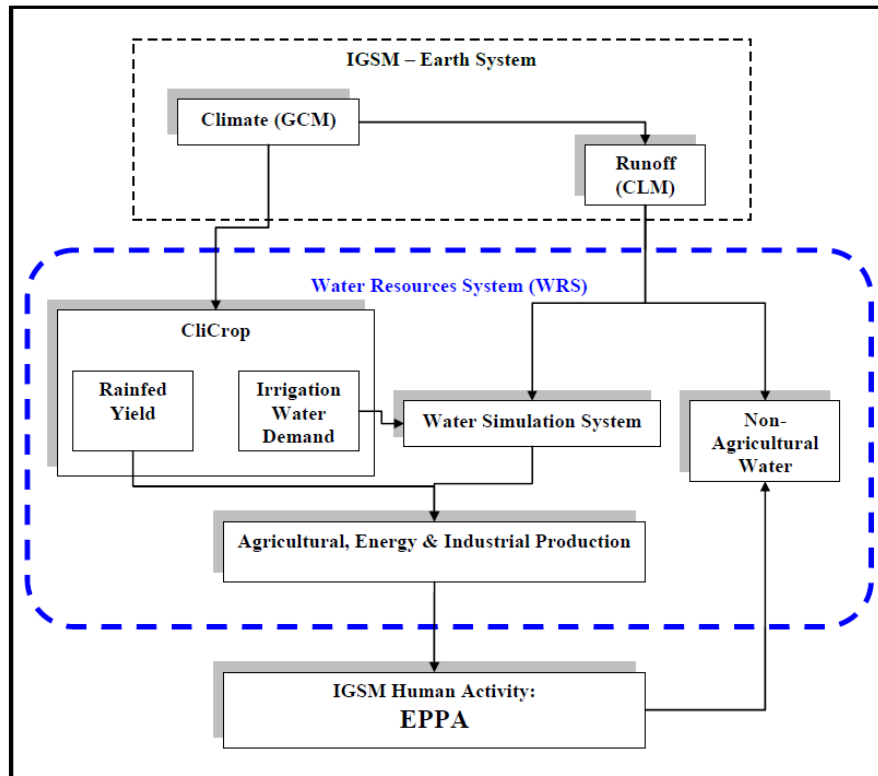 IGSM – Earth System
Climate (GCM)
Runoff
(CLM)
Water Resources System (WRS)
CliCrop
Rainfed
Yield
Irrigation
Water
Demand
Water Simulation System
Non-
Agricultural
Water
Agricultural, Energy & Industrial Production
IGSM Human Activity:
EPPA